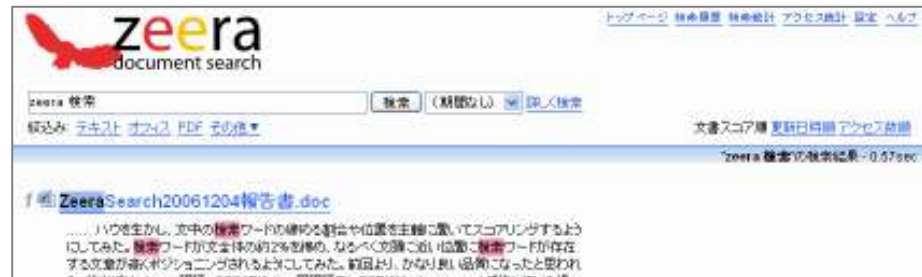 zeera
document search
トップページ 検索履歴 検索統計 アクセス統計 設定 ヘルプ
zeera 検索 検索 (期間なし) 詳しく検索
絞込み: テキスト オフィス PDF その他▼
文書スコア順 更新日時順 アクセス数順
"zeera 検索"の検索結果 - 0.57sec
1 ZeeraSearch20061204報告書.doc
...... ハウを生かし、文中の検索ワードの締める割合や位置を主軸に置いてスコアリングするよう
にしてみた。検索ワードが文全体の約2%を締め、なるべく文頭に近い位置に検索ワードが存在
する文章が高くポジショニングされるようにしてみた。前回より、かなり良い品質になったと思われ